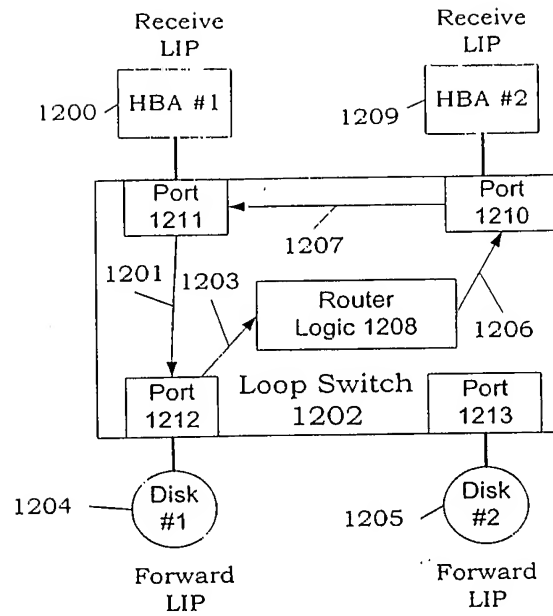 Receive
LIP
Receive
LIP
HBA #1
HBA #2
1200
1209
Port
1211
Port
1210
1207
1201
1203
Router
Logic 1208
1206
Port
1212
Loop Switch
1202
Port
1213
1204
Disk
#1
1205
Disk
#2
Forward
LIP
Forward
LIP